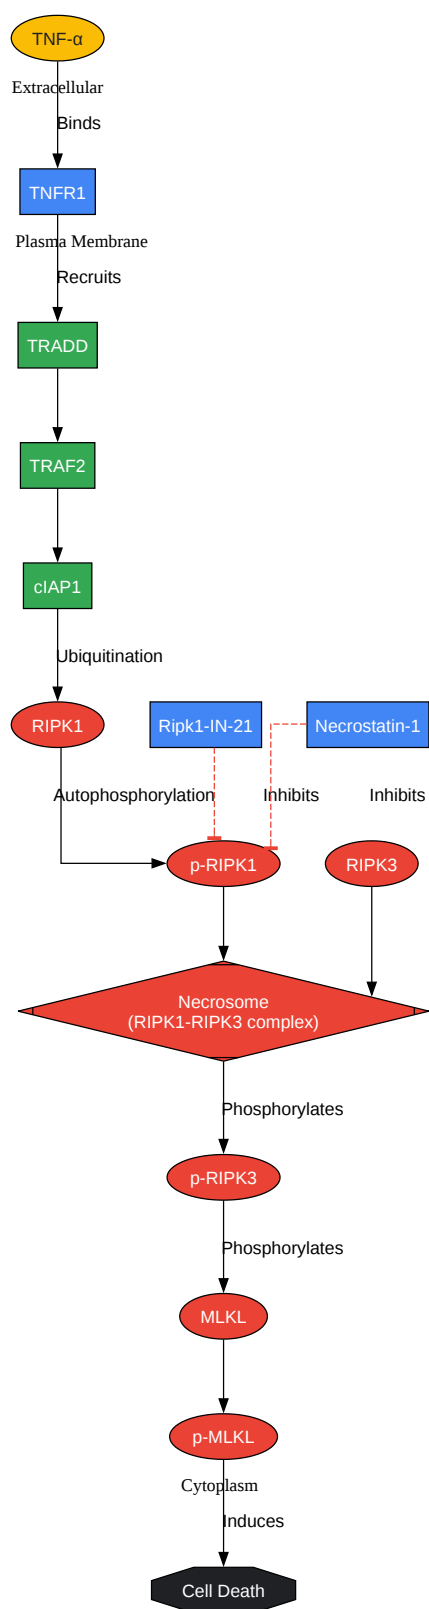 TNF-α
Extracellular
Binds
TNFR1
Plasma Membrane
Recruits
TRADD
TRAF2
cIAP1
Ubiquitination
RIPK1
Ripk1-IN-21
Necrostatin-1
Autophosphorylation
Inhibits
Inhibits
p-RIPK1
RIPK3
Necrosome
(RIPK1-RIPK3 complex)
Phosphorylates
p-RIPK3
Phosphorylates
MLKL
p-MLKL
Cytoplasm
Induces
Cell Death